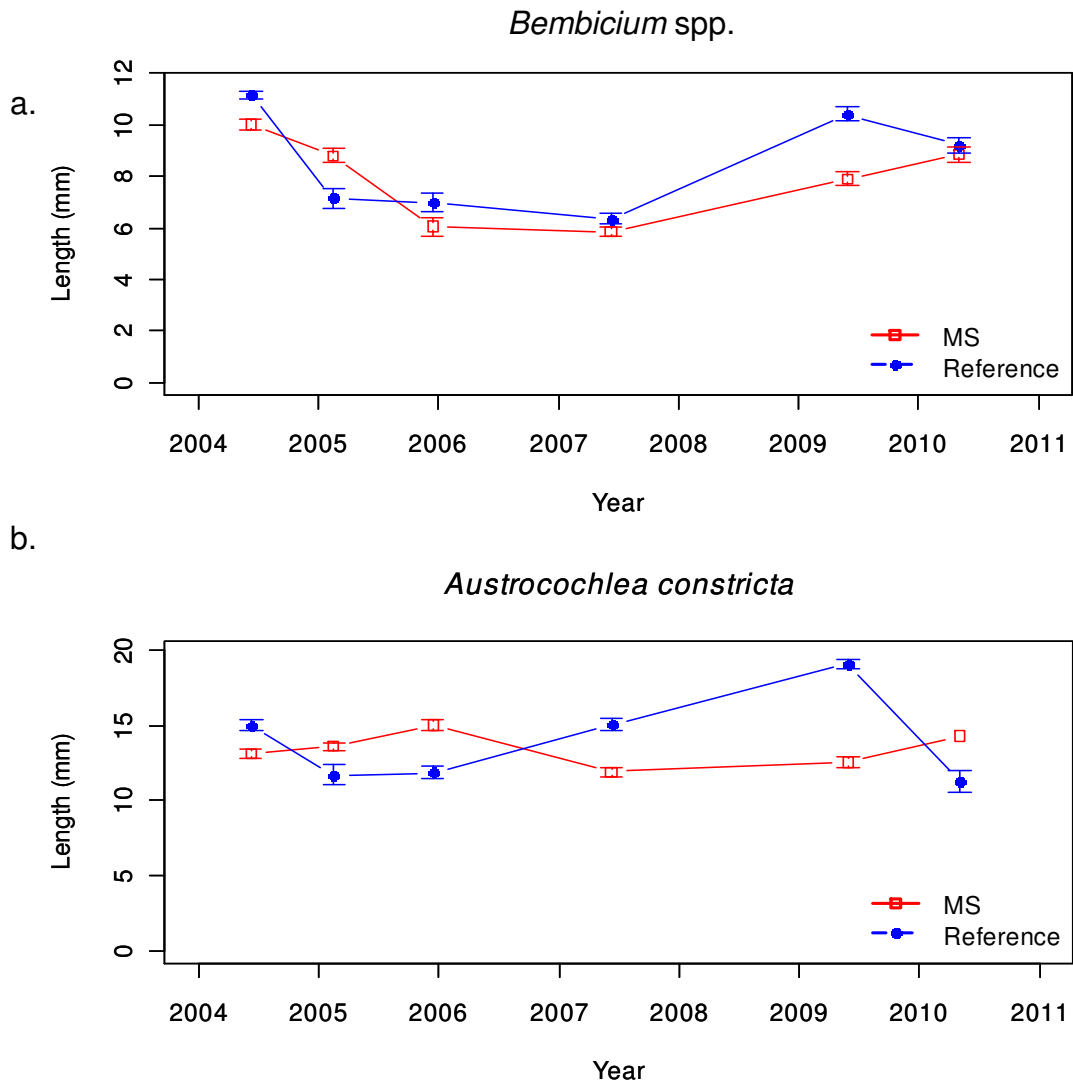 Bembicium spp.
a.
12
10
8
6
4
2
0
Length (mm)
MS
Reference
2004 2005 2006 2007 2008 2009 2010 2011
Year
b.
Austrocochlea constricta
20
15
10
5
0
Length (mm)
MS
Reference
2004 2005 2006 2007 2008 2009 2010 2011
Year